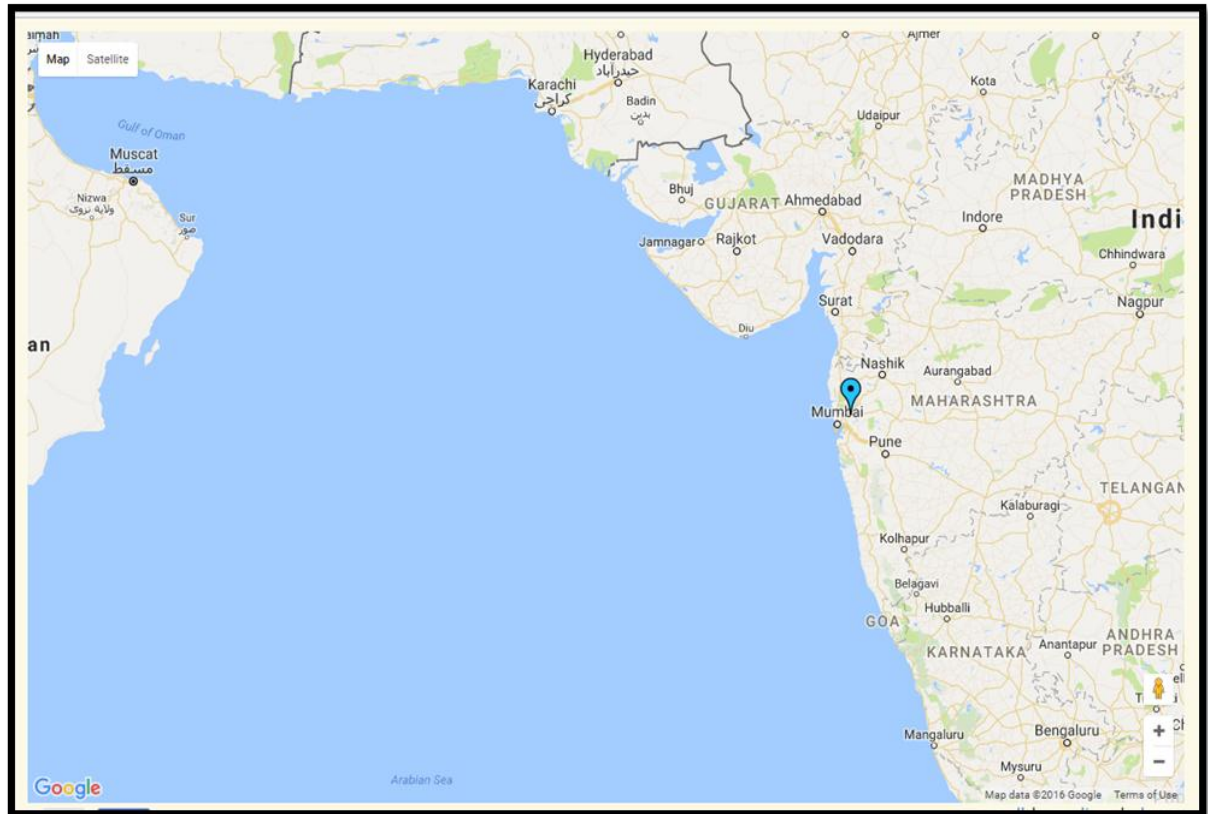 Map Satellite
Ajmer
Hyderabad
حيدرآباد
Karachi
کراچی
Badin
بدین
Kota
Udaipur
Gulf of Oman
Muscat
مسقط
Nizwa
ولاية نزوى
Sur
صور
MADHYA
PRADESH
Bhuj
GUJARAT
Ahmedabad
Indore
Indi
Jamnagar
Rajkot
Vadodara
Chhindwara
Surat
Nagpur
Diu
an
Nashik
Aurangabad
MAHARASHTRA
Mumbai
Pune
TELANGAN
Kalaburagi
Kolhapur
Belagavi
Hubballi
GOA
KARNATAKA
Anantapur
ANDHRA
PRADESH
Mangaluru
Bengaluru
Mysuru
Google
Arabian Sea
Map data ©2016 Google Terms of Use